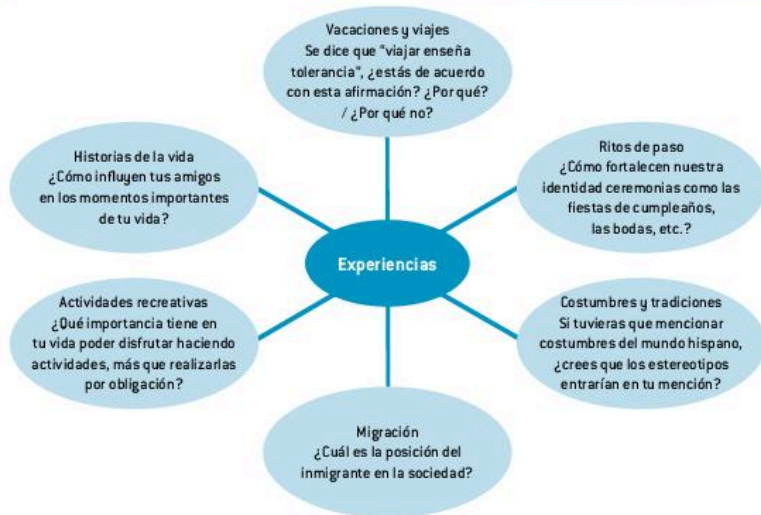 Vacaciones y viajes
Se dice que "viajar enseña
tolerancia", ¿estás de acuerdo
con esta afirmación? ¿Por qué?
/ ¿Por qué no?
Historias de la vida
¿Cómo influyen tus amigos
en los momentos importantes
de tu vida?
Ritos de paso
¿Cómo fortalecen nuestra
identidad ceremonias como las
fiestas de cumpleaños,
las bodas, etc.?
Experiencias
Actividades recreativas
¿Qué importancia tiene en
tu vida poder disfrutar haciendo
actividades, más que realizarlas
por obligación?
Costumbres y tradiciones
Si tuvieras que mencionar
costumbres del mundo hispano,
¿crees que los estereotipos
entrarían en tu mención?
Migración
¿Cuál es la posición del
inmigrante en la sociedad?